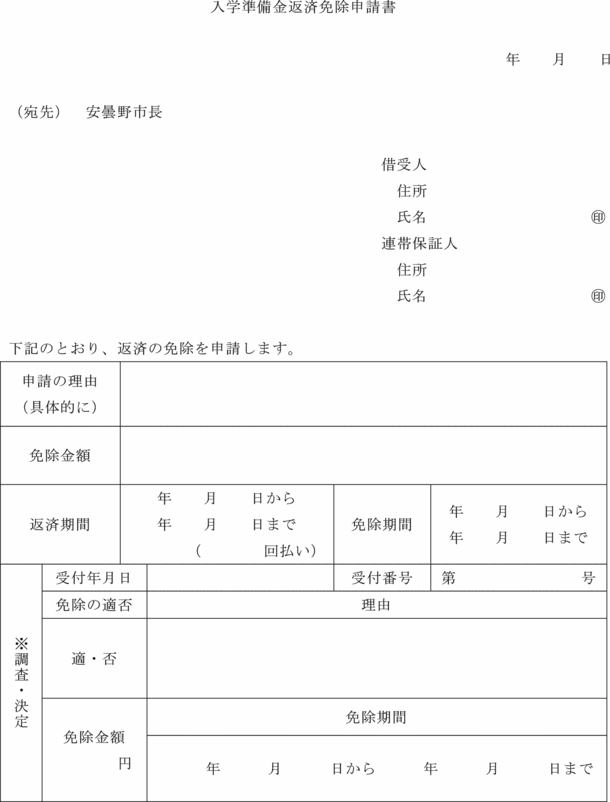 入学準備金返済免除申請書
年　　月　　日
（宛先）　安曇野市長
借受人
住所
氏名　　　　　㊞
連帯保証人
住所
氏名　　　　　㊞
下記のとおり、返済の免除を申請します。
申請の理由
（具体的に）
免除金額
返済期間
年　　月　　日から
年　　月　　日まで
（　　　　回払い）
免除期間
年　　月　　日から
年　　月　　日まで
※調査・決定
受付年月日
受付番号
第　　　　　号
免除の適否
理由
適・否
免除金額
円
免除期間
年　　月　　日から　　年　　月　　日まで